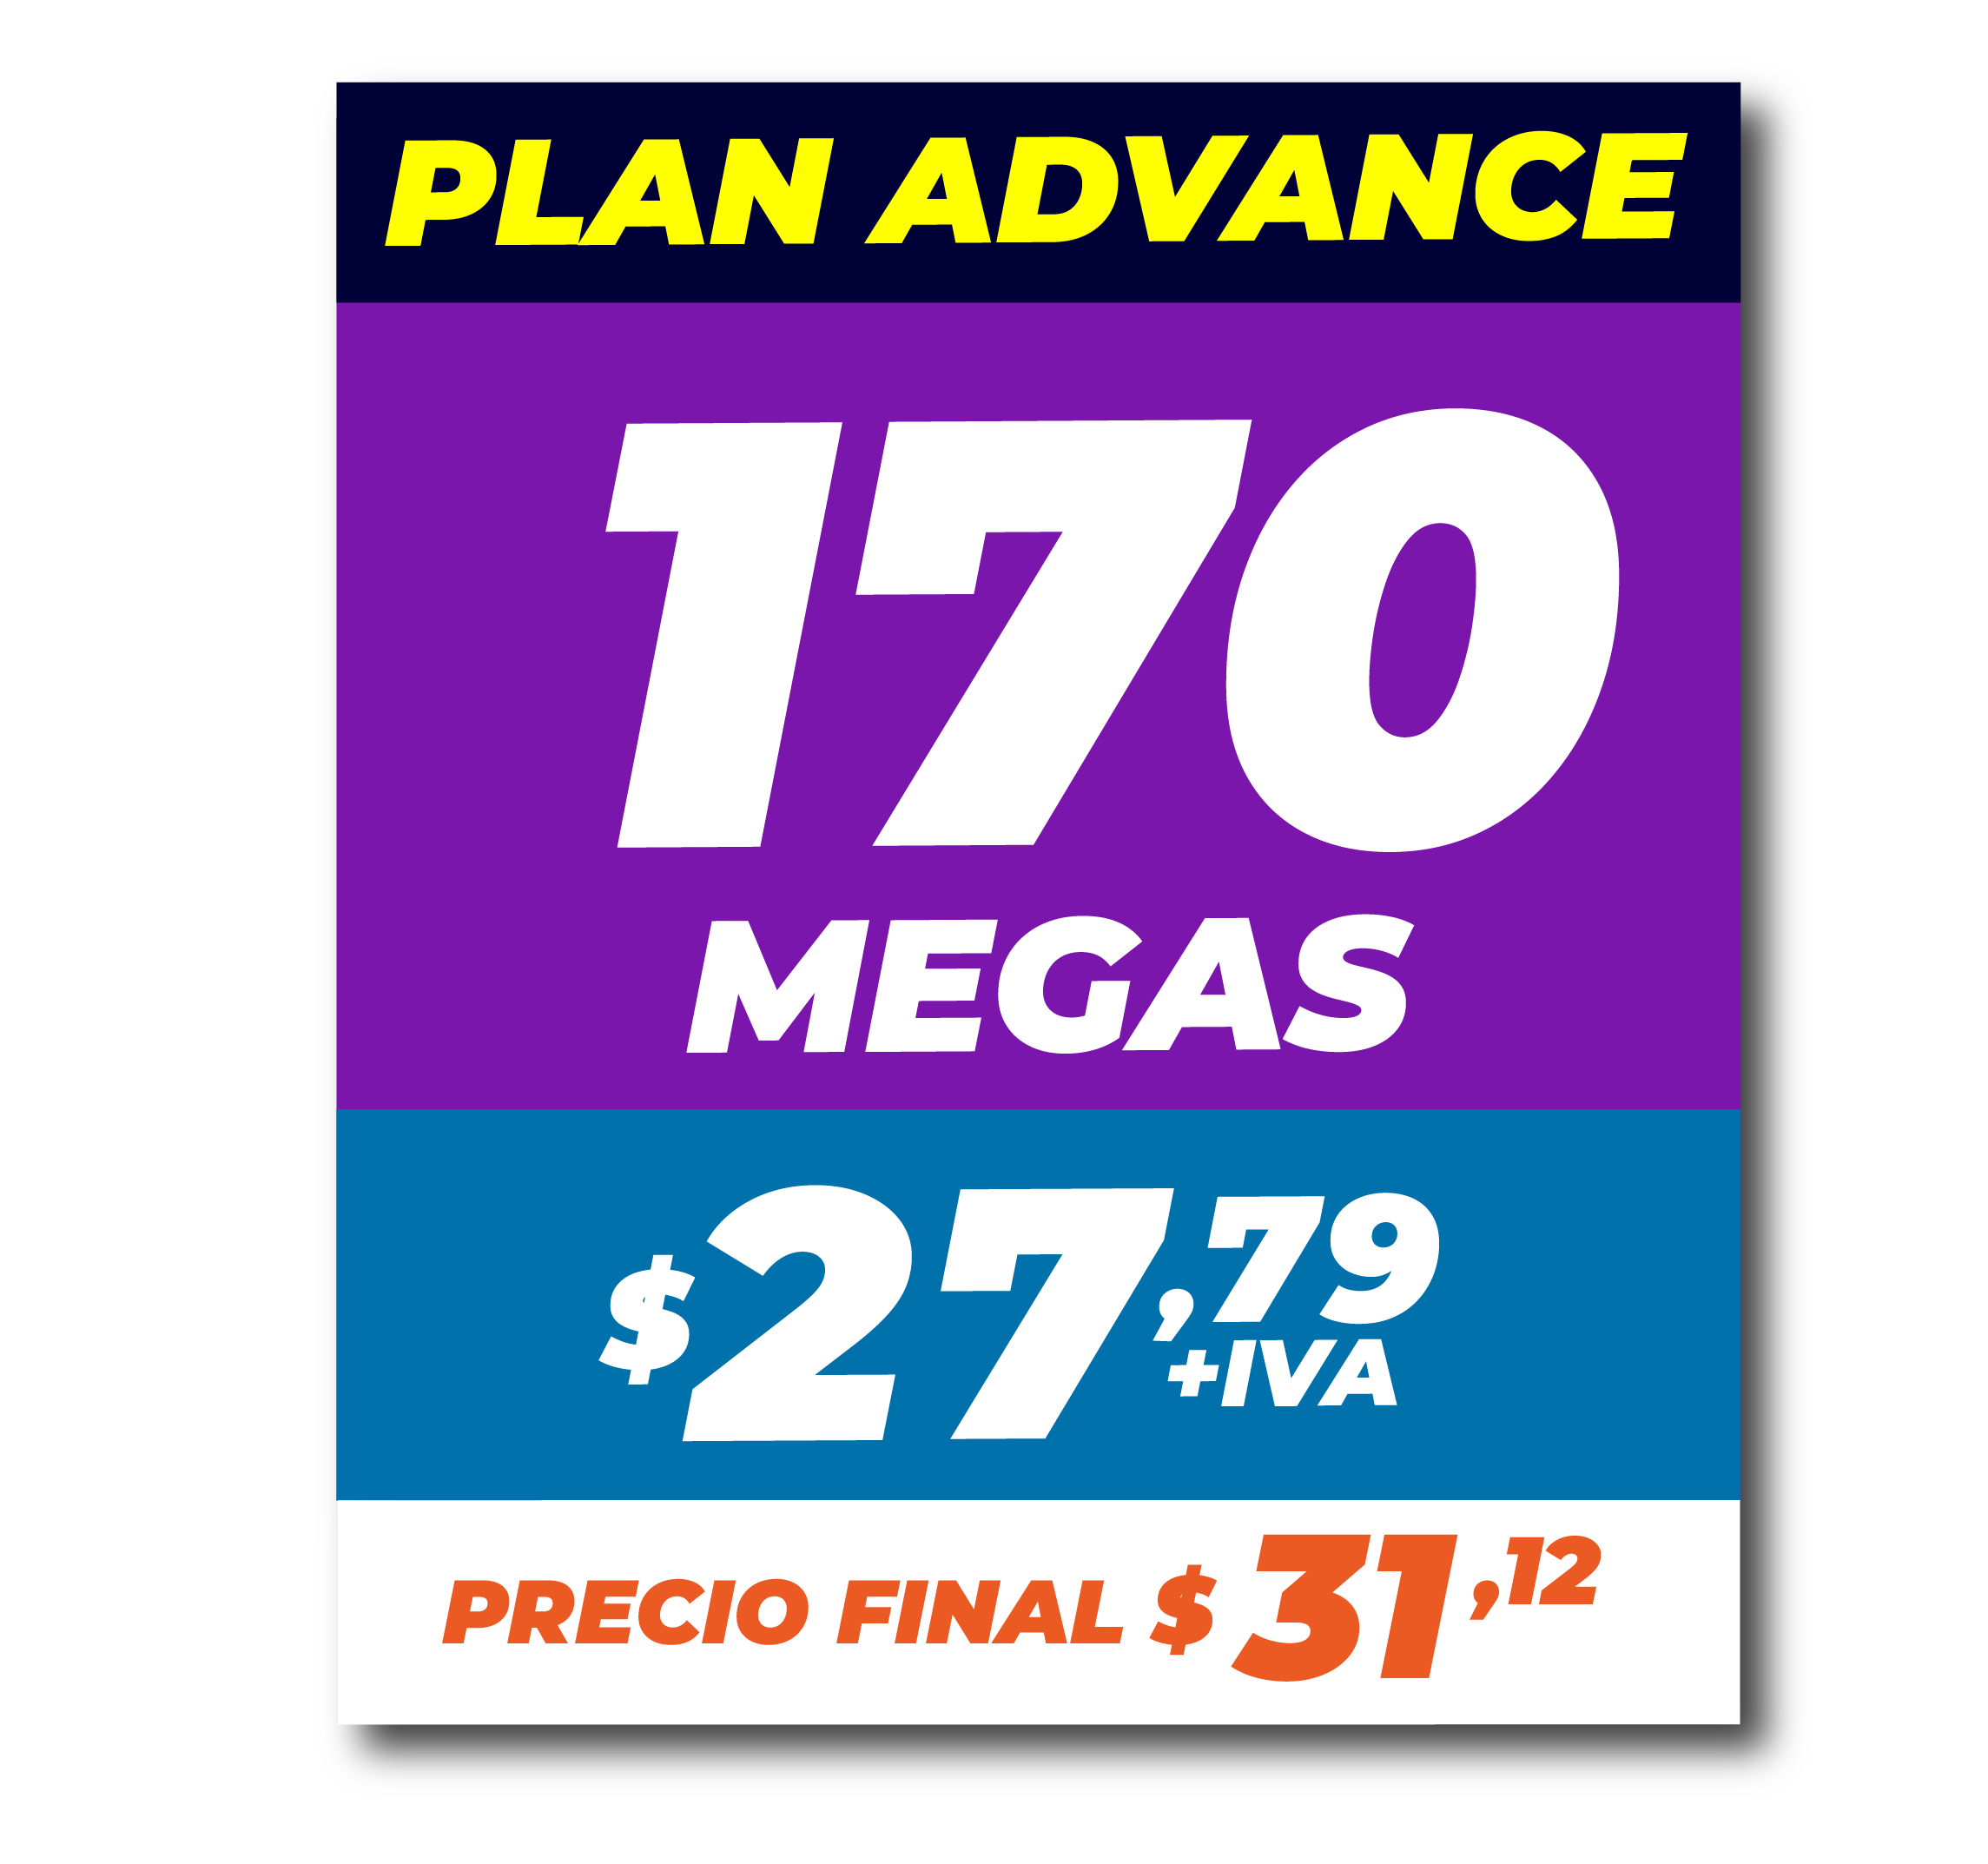 PLAN ADVANCE
170
MEGAS
$27,79
+IVA
PRECIO FINAL $31,12